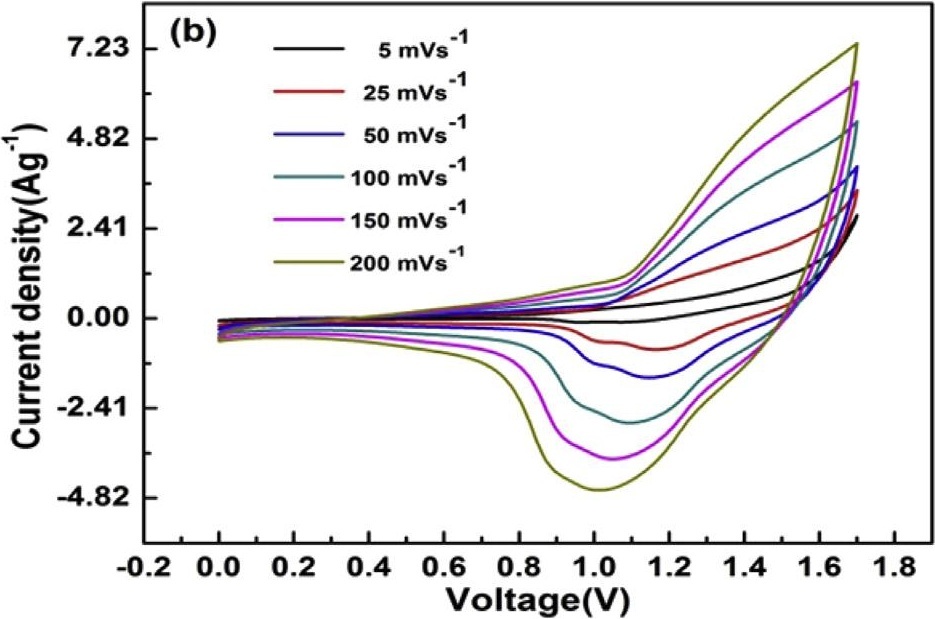 (b)
5 mVs⁻¹
25 mVs⁻¹
50 mVs⁻¹
100 mVs⁻¹
150 mVs⁻¹
200 mVs⁻¹
7.23
4.82
2.41
0.00
-2.41
-4.82
Current density(Ag⁻¹)
-0.2 0.0 0.2 0.4 0.6 0.8 1.0 1.2 1.4 1.6 1.8
Voltage(V)